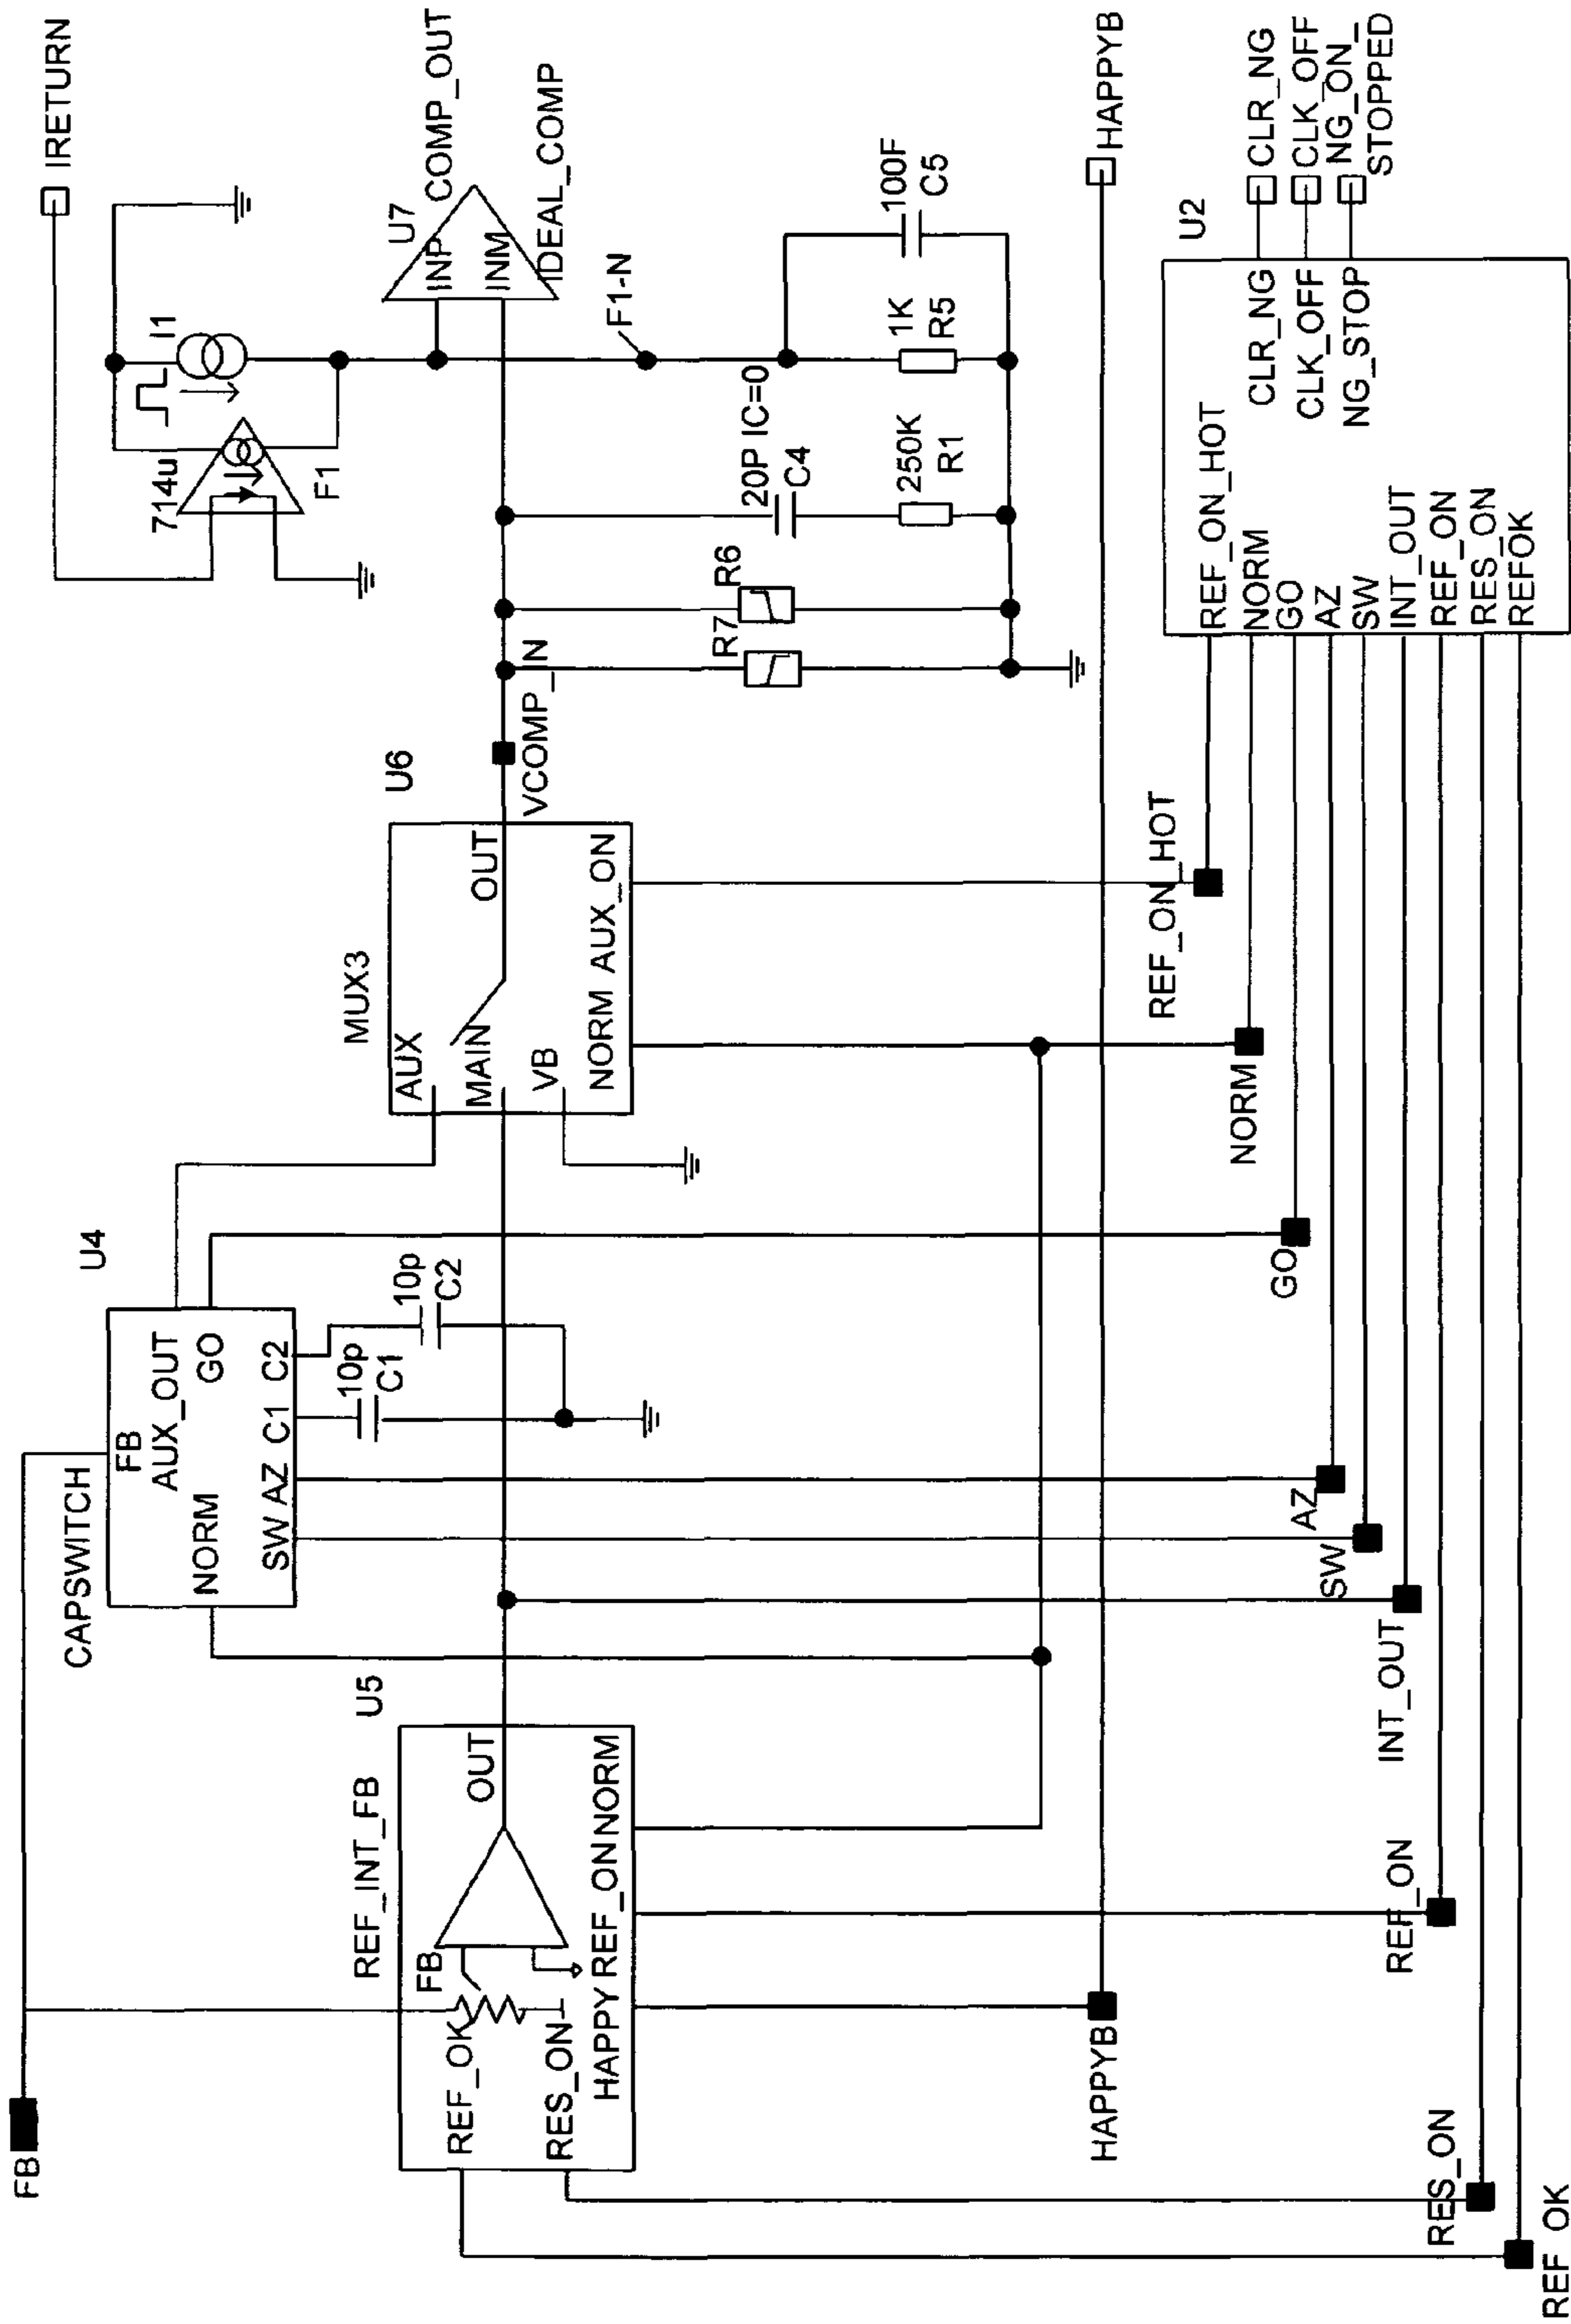 FB
REF_INT_FB
U5
REF_OK
FB
OUT
RES_ON
HAPPY
REF_ON
NORM
CAPSWITCH
U4
FB
AUX_OUT
NORM
GO
SW
AZ
C1
C2
10p
C1
10p
C2
MUX3
U6
AUX
MAIN
OUT
VB
NORM
AUX_ON
VCOMP_IN
R7
R6
20P IC=0
C4
250K
R1
1K
R5
100F
C5
F1-N
714u
F1
I1
IRETURN
U7
INP
INM
COMP_OUT
IDEAL_COMP
HAPPYB
HAPPYB
REF_ON_HOT
NORM
GO
AZ
SW
INT_OUT
REF_ON
RES_ON
REF OK
U2
REF_ON_HOT
NORM
GO
AZ
SW
INT_OUT
REF_ON
RES_ON
REFOK
CLR_NG
CLK_OFF
NG_STOP
CLR_NG
CLK_OFF
NG_ON_
STOPPED